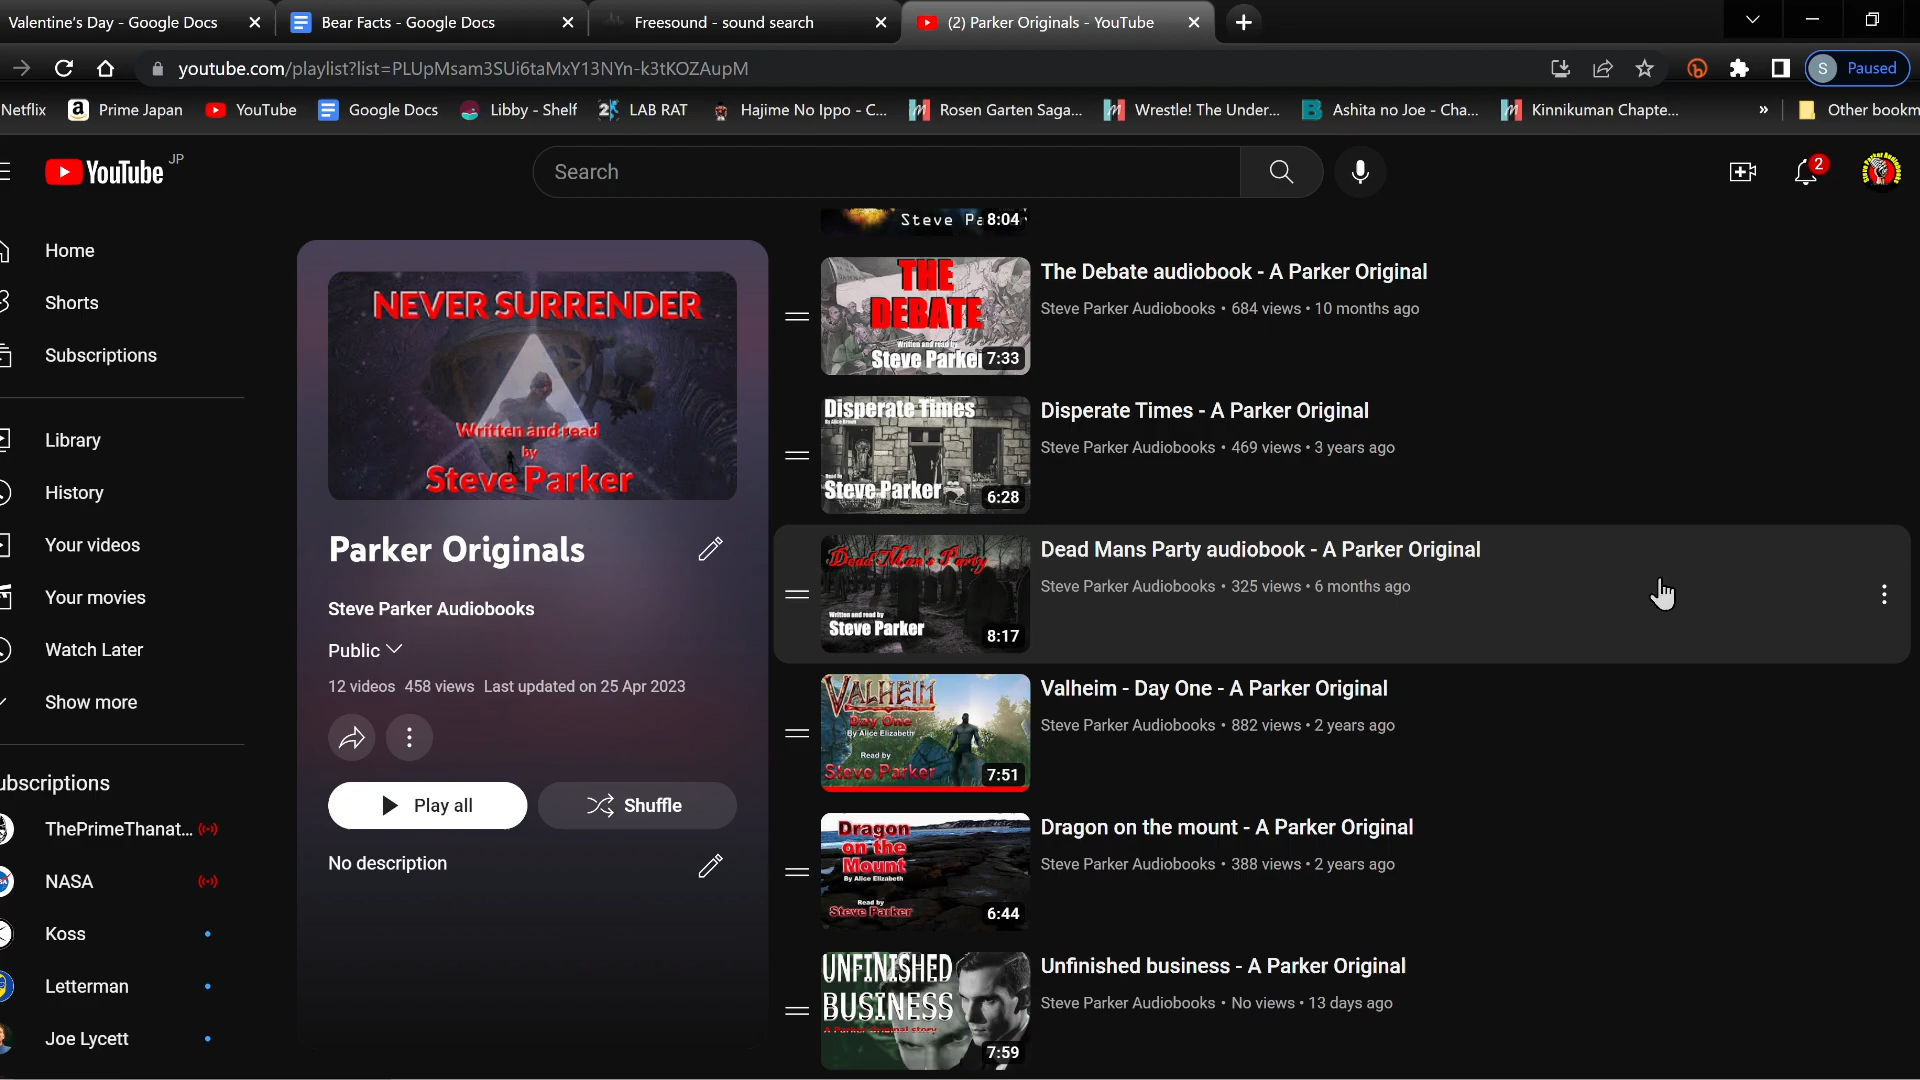 Valentine's Day - Google Docs
Bear Facts - Google Docs
Freesound - sound search
(2) Parker Originals - YouTube
youtube.com/playlist?list=PLUpMsam3SUi6taMxY13NYn-k3tKOZAupM
S Paused
Netflix
Prime Japan
YouTube
Google Docs
Libby - Shelf
LAB RAT
Hajime No Ippo - C...
Rosen Garten Saga...
Wrestle! The Under...
Ashita no Joe - Cha...
Kinnikuman Chapte...
»
Other bookm
YouTube JP
Search
2
Home
Shorts
Subscriptions
Library
History
Your videos
Your movies
Watch Later
Show more
ubscriptions
ThePrimeThanat...
NASA
Koss
Letterman
Joe Lycett
NEVER SURRENDER
Written and read
by
Steve Parker
Parker Originals
Steve Parker Audiobooks
Public
12 videos 458 views Last updated on 25 Apr 2023
Play all
Shuffle
No description
Steve Pa
8:04
THE
DEBATE
Written and read by
Steve Parker
7:33
The Debate audiobook - A Parker Original
Steve Parker Audiobooks • 684 views • 10 months ago
Disperate Times
By Alice Brown
Read by
Steve Parker
6:28
Disperate Times - A Parker Original
Steve Parker Audiobooks • 469 views • 3 years ago
Dead Man's Party
Written and read by
Steve Parker
8:17
Dead Mans Party audiobook - A Parker Original
Steve Parker Audiobooks • 325 views • 6 months ago
VALHEIM
Day One
By Alice Elizabeth
Read by
Steve Parker
7:51
Valheim - Day One - A Parker Original
Steve Parker Audiobooks • 882 views • 2 years ago
Dragon
on the
Mount
By Alice Elizabeth
Read by
Steve Parker
6:44
Dragon on the mount - A Parker Original
Steve Parker Audiobooks • 388 views • 2 years ago
UNFINISHED
BUSINESS
A Parker Original story
7:59
Unfinished business - A Parker Original
Steve Parker Audiobooks • No views • 13 days ago